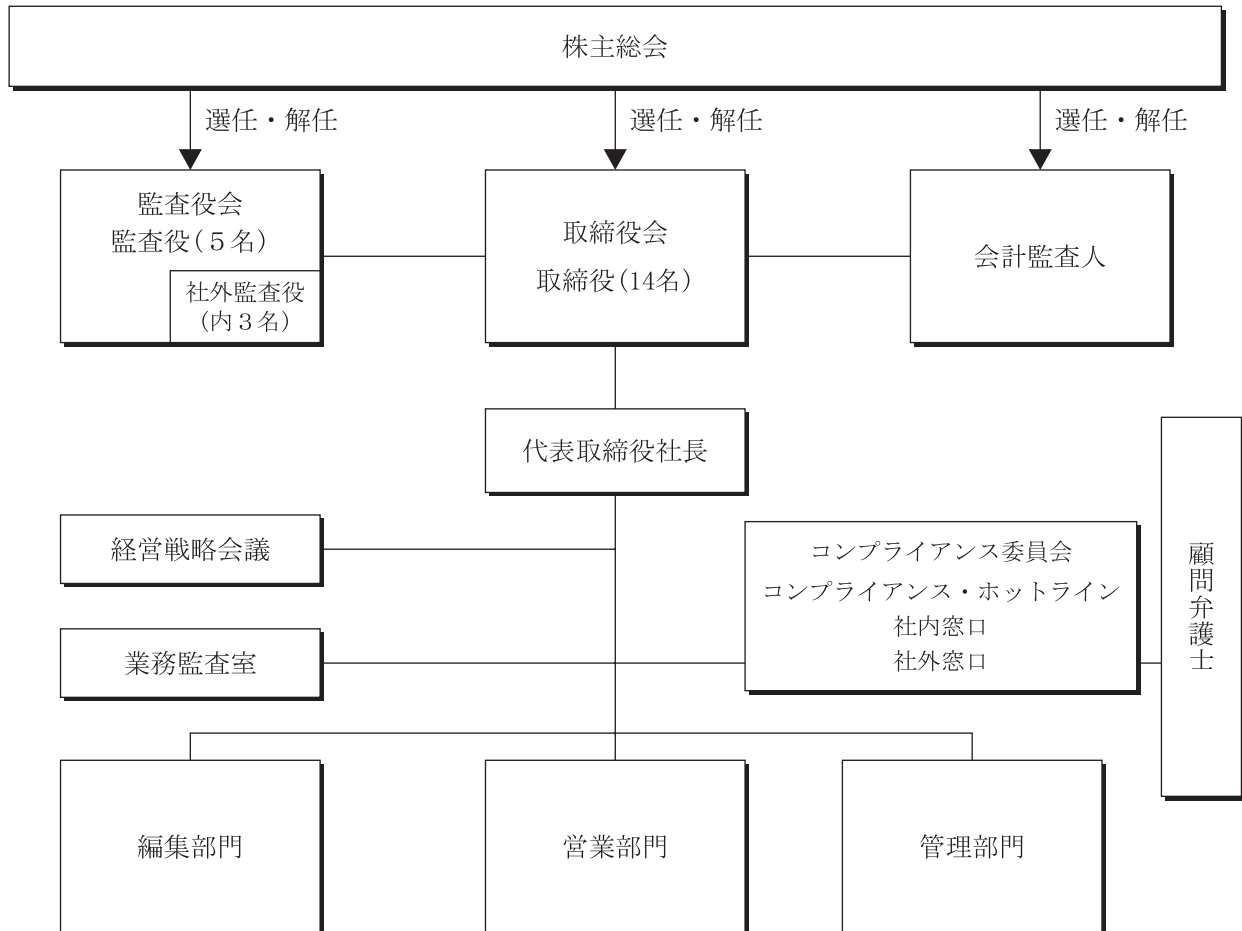 株主総会
選任・解任
選任・解任
選任・解任
監査役会
監査役(５名)
社外監査役
(内３名)
取締役会
取締役(14名)
会計監査人
代表取締役社長
経営戦略会議
コンプライアンス委員会
コンプライアンス・ホットライン
社内窓口
社外窓口
顧問弁護士
業務監査室
編集部門
営業部門
管理部門